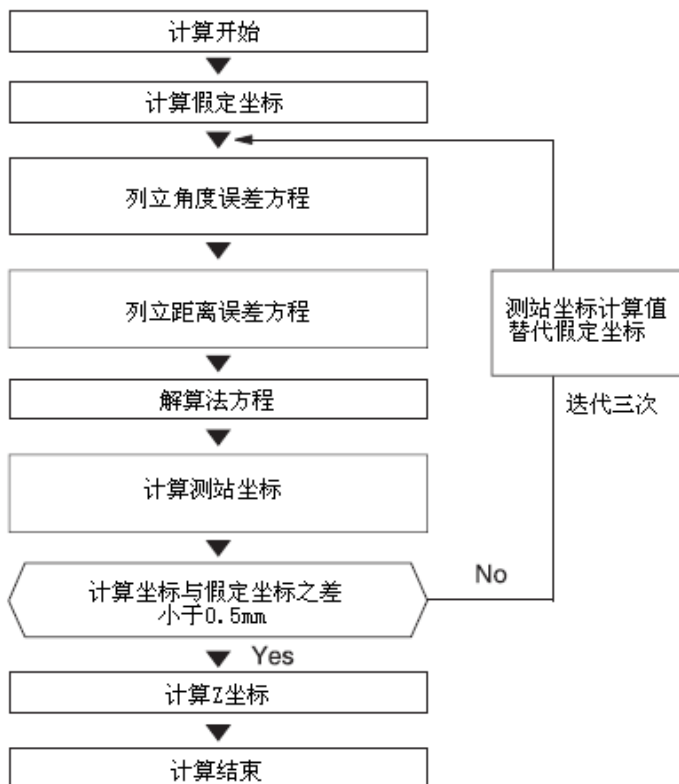 计算开始
计算假定坐标
列立角度误差方程
列立距离误差方程
测站坐标计算值
替代假定坐标
解算法方程
迭代三次
计算测站坐标
计算坐标与假定坐标之差
小于0.5mm
No
Yes
计算Z坐标
计算结束